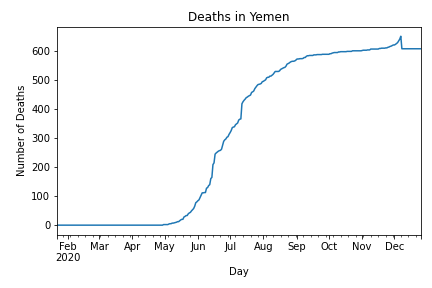 Deaths in Yemen
Number of Deaths
600
500
400
300
200
100
0
Feb Mar Apr May Jun Jul Aug Sep Oct Nov Dec
2020
Day